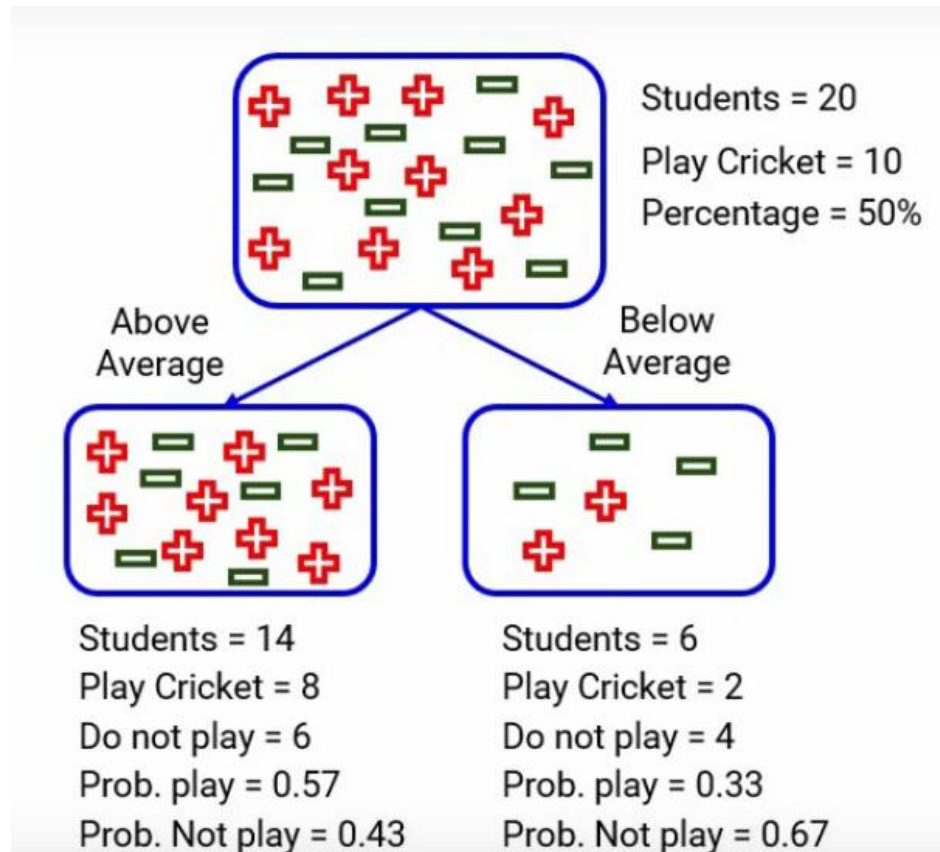 Students = 20
Play Cricket = 10
Percentage = 50%
Above
Average
Below
Average
Students = 14
Play Cricket = 8
Do not play = 6
Prob. play = 0.57
Prob. Not play = 0.43
Students = 6
Play Cricket = 2
Do not play = 4
Prob. play = 0.33
Prob. Not play = 0.67